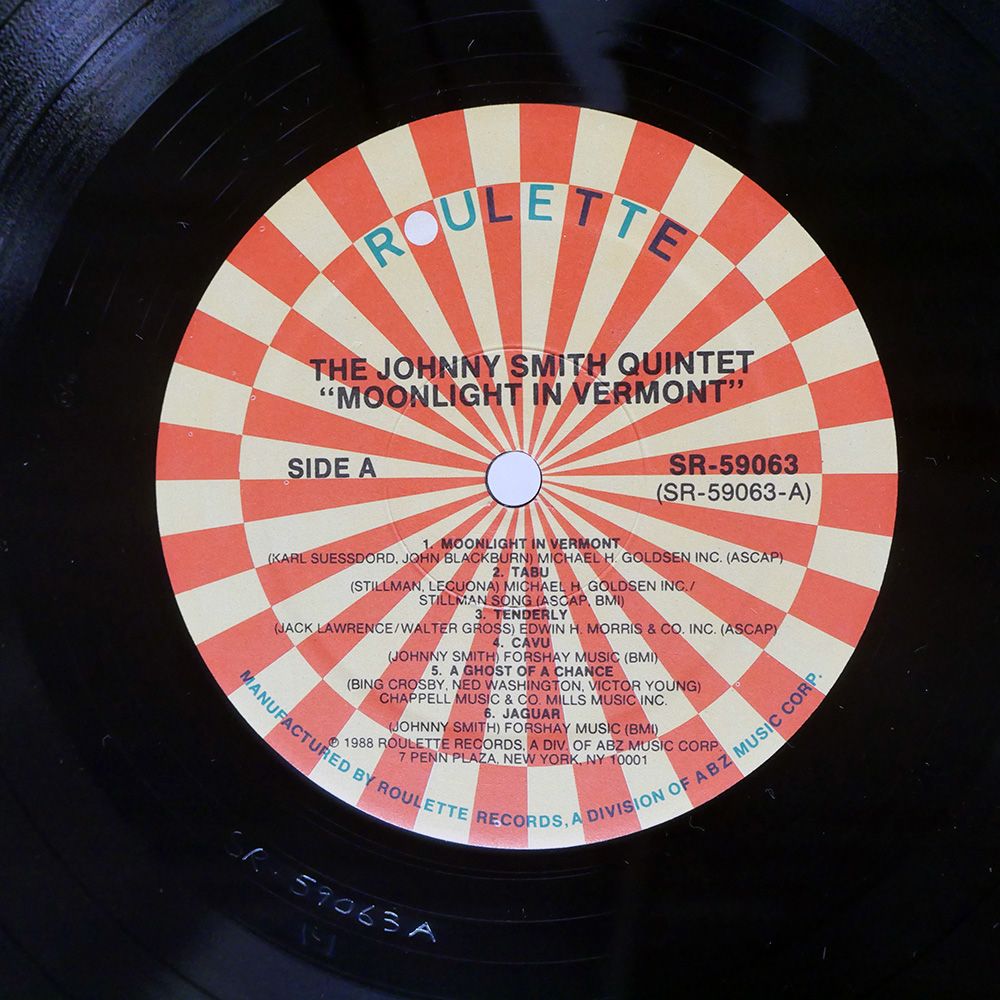 ROULETTE
THE JOHNNY SMITH QUINTET
"MOONLIGHT IN VERMONT"
SIDE A
SR-59063
(SR-59063-A)
1. MOONLIGHT IN VERMONT
(KARL SUESSDORD, JOHN BLACKBURN) MICHAEL H. GOLDSEN INC. (ASCAP)
2. TABU
(STILLMAN, LECUONA) MICHAEL H. GOLDSEN INC./
STILLMAN SONG (ASCAP, BMI)
3. TENDERLY
(JACK LAWRENCE/WALTER GROSS) EDWIN H. MORRIS & CO. INC. (ASCAP)
4. CAVU
(JOHNNY SMITH) FORSHAY MUSIC (BMI)
5. A GHOST OF A CHANCE
(BING CROSBY, NED WASHINGTON, VICTOR YOUNG)
CHAPPELL MUSIC & CO. MILLS MUSIC INC.
6. JAGUAR
(JOHNNY SMITH) FORSHAY MUSIC (BMI)
℗ 1988 ROULETTE RECORDS, A DIV. OF ABZ MUSIC CORP.
7 PENN PLAZA, NEW YORK, NY 10001
MANUFACTURED BY ROULETTE RECORDS, A DIVISION OF ABZ MUSIC CORP.
SR. 59063A